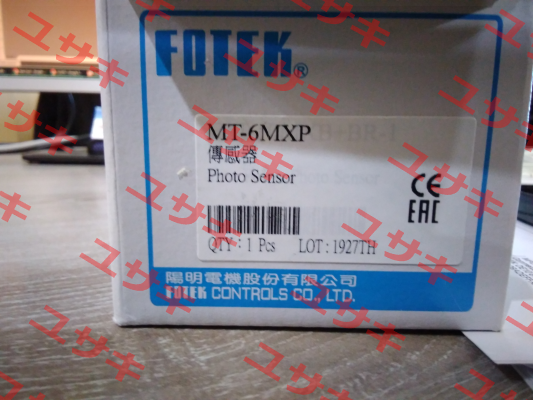 FOTEK®
MT-6MXP
傳感器
Photo Sensor
CE
EAC
QTY：1 Pcs LOT：1927TH
陽明電機股份有限公司
FOTEK CONTROLS CO., LTD.
ユサキ